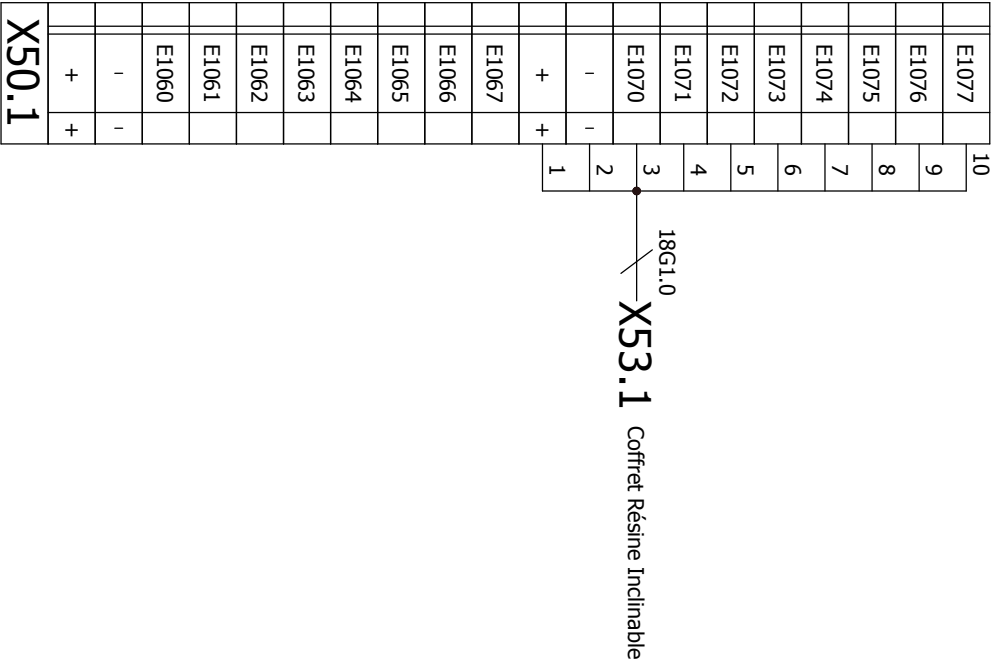 X50.1
+ +
- -
E1060
E1061
E1062
E1063
E1064
E1065
E1066
E1067
+ + 1
- - 2
E1070 3
E1071 4
E1072 5
E1073 6
E1074 7
E1075 8
E1076 9
E1077 10
18G1.0
X53.1 Coffret Résine Inclinable